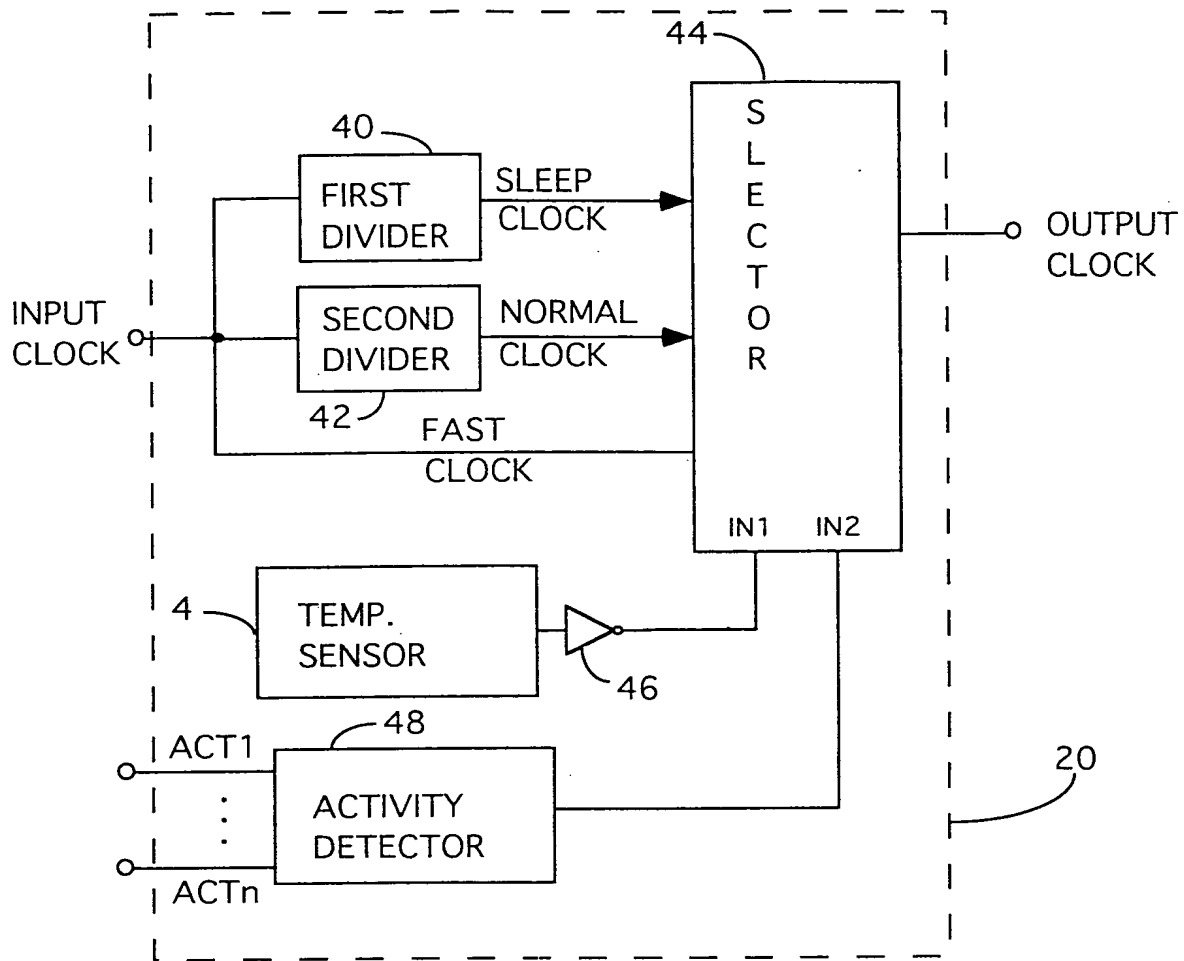 44
S
L
E
C
T
O
R
40
FIRST
DIVIDER
SLEEP
CLOCK
OUTPUT
CLOCK
INPUT
CLOCK
SECOND
DIVIDER
NORMAL
CLOCK
42
FAST
CLOCK
IN1 IN2
4
TEMP.
SENSOR
46
48
ACT1
ACTIVITY
DETECTOR
ACTn
20